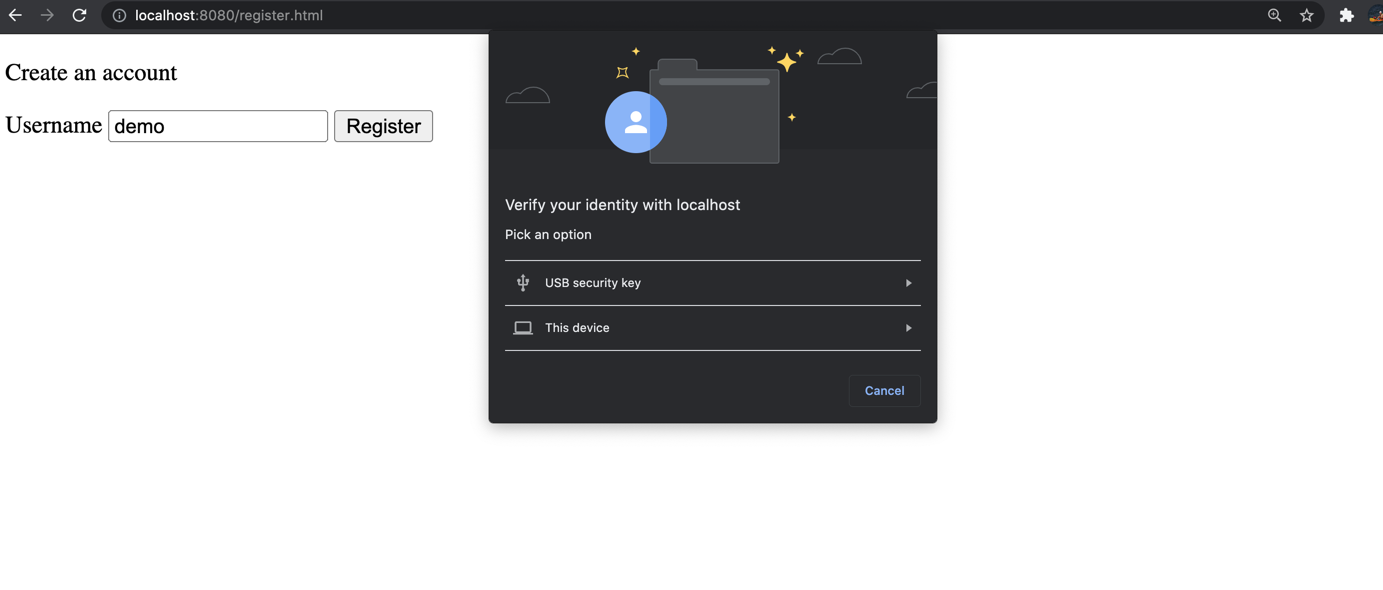 localhost:8080/register.html
Create an account
Username demo Register
Verify your identity with localhost
Pick an option
USB security key
This device
Cancel